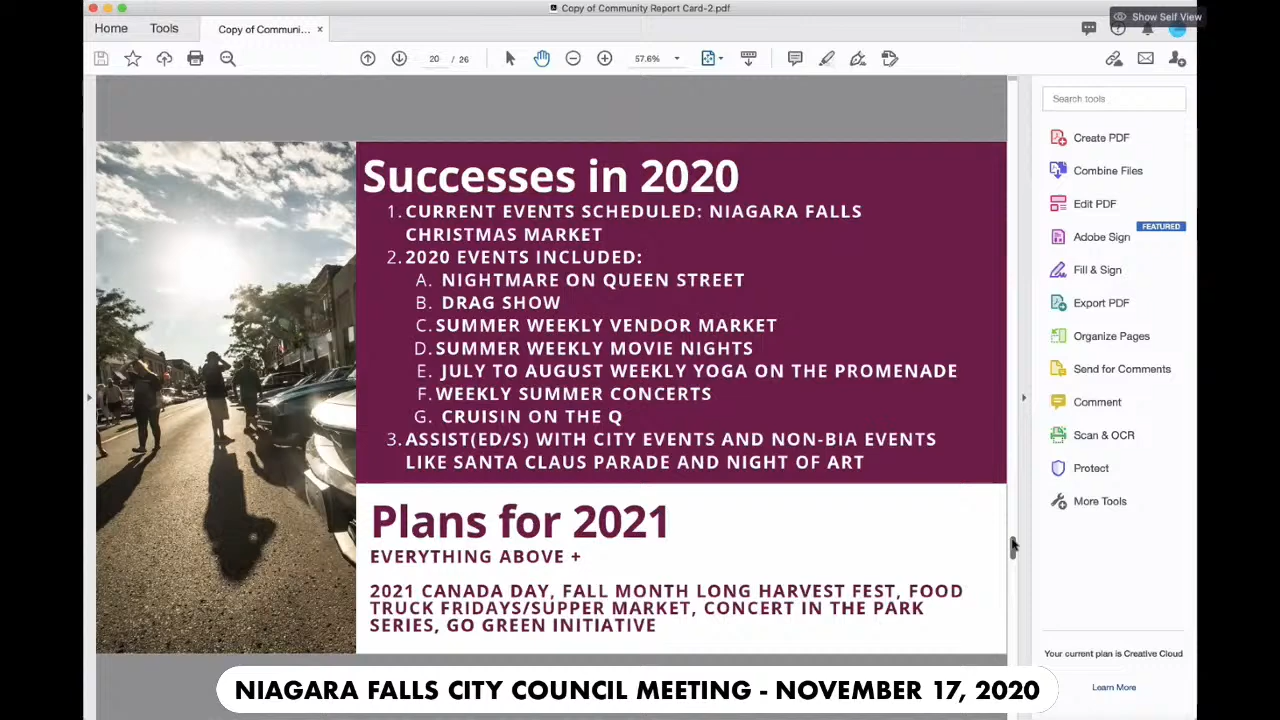 Copy of Community Report Card-2.pdf
Show Self View
Home Tools Copy of Communi... ×
20 / 26 57.6%
Search tools
Create PDF
Combine Files
Edit PDF
FEATURED
Adobe Sign
Fill & Sign
Export PDF
Organize Pages
Send for Comments
Comment
Scan & OCR
Protect
More Tools
Your current plan is Creative Cloud
Learn More
Successes in 2020
1. CURRENT EVENTS SCHEDULED: NIAGARA FALLS
CHRISTMAS MARKET
2. 2020 EVENTS INCLUDED:
A. NIGHTMARE ON QUEEN STREET
B. DRAG SHOW
C. SUMMER WEEKLY VENDOR MARKET
D. SUMMER WEEKLY MOVIE NIGHTS
E. JULY TO AUGUST WEEKLY YOGA ON THE PROMENADE
F. WEEKLY SUMMER CONCERTS
G. CRUISIN ON THE Q
3. ASSIST(ED/S) WITH CITY EVENTS AND NON-BIA EVENTS
LIKE SANTA CLAUS PARADE AND NIGHT OF ART
Plans for 2021
EVERYTHING ABOVE +
2021 CANADA DAY, FALL MONTH LONG HARVEST FEST, FOOD
TRUCK FRIDAYS/SUPPER MARKET, CONCERT IN THE PARK
SERIES, GO GREEN INITIATIVE
NIAGARA FALLS CITY COUNCIL MEETING - NOVEMBER 17, 2020